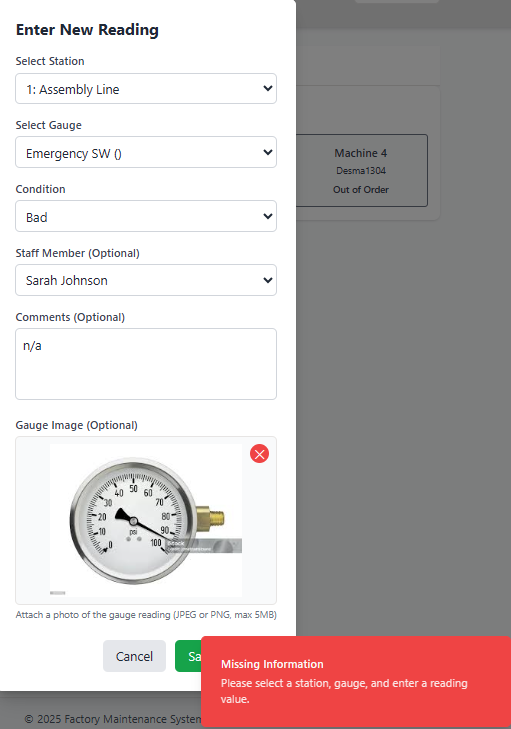 Enter New Reading
Select Station
1: Assembly Line
Select Gauge
Emergency SW ()
Condition
Bad
Staff Member (Optional)
Sarah Johnson
Comments (Optional)
n/a
Gauge Image (Optional)
0
10
20
30
40
50
60
70
80
90
100
psi
iStock
Attach a photo of the gauge reading (JPEG or PNG, max 5MB)
Cancel
Sa
Machine 4
Desma1304
Out of Order
Missing Information
Please select a station, gauge, and enter a reading
value.
© 2025 Factory Maintenance System